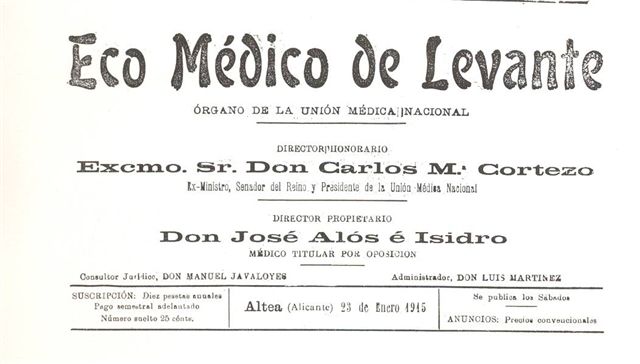 Eco Médico de Levante
ÓRGANO DE LA UNIÓN MÉDICA NACIONAL
DIRECTOR HONORARIO
Excmo. Sr. Don Carlos M.ª Cortezo
Ex-Ministro, Senador del Reino y Presidente de la Unión Médica Nacional
DIRECTOR PROPIETARIO
Don José Alós é Isidro
MÉDICO TITULAR POR OPOSICION
Consultor Jurídico, DON MANUEL JAVALOYES
Administrador, DON LUIS MARTINEZ
SUSCRIPCIÓN: Diez pesetas anuales
Pago semestral adelantado
Número suelto 25 cénts.
Altea (Alicante) 23 de Enero 1915
Se publica los Sábados
ANUNCIOS: Precios convencionales